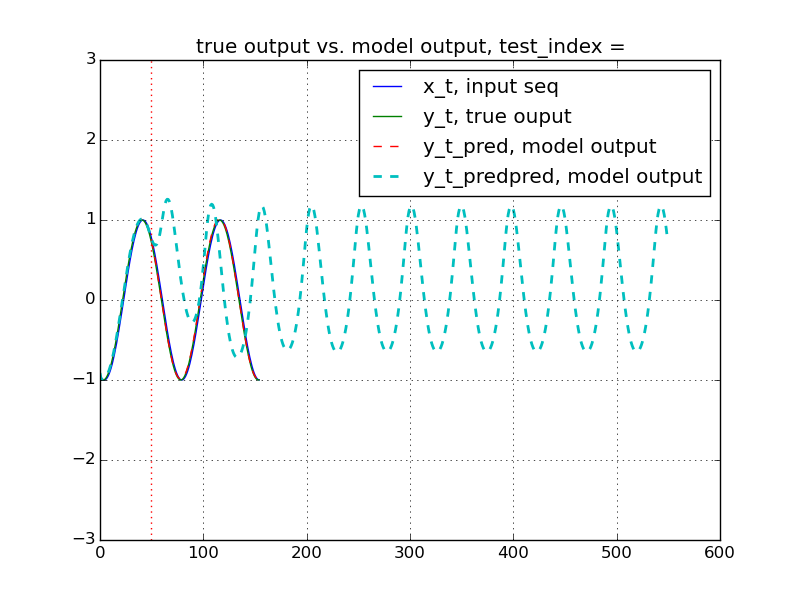 true output vs. model output, test_index =
x_t, input seq
y_t, true ouput
y_t_pred, model output
y_t_predpred, model output
3
2
1
0
−1
−2
−3
0 100 200 300 400 500 600